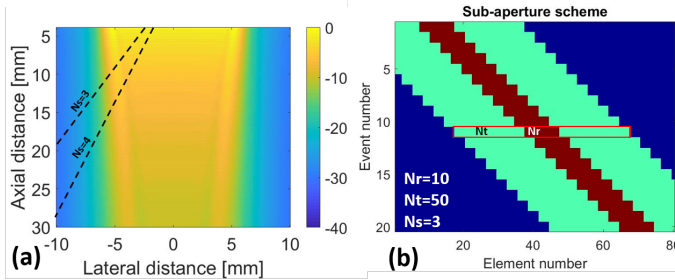 Axial distance [mm]
5
10
15
20
25
30
Ns=3
Ns=4
-10
-5
0
5
10
Lateral distance [mm]
0
-10
-20
-30
-40
(a)
Sub-aperture scheme
Event number
5
10
15
20
Nt
Nr
Nr=10
Nt=50
Ns=3
20
40
60
80
Element number
(b)